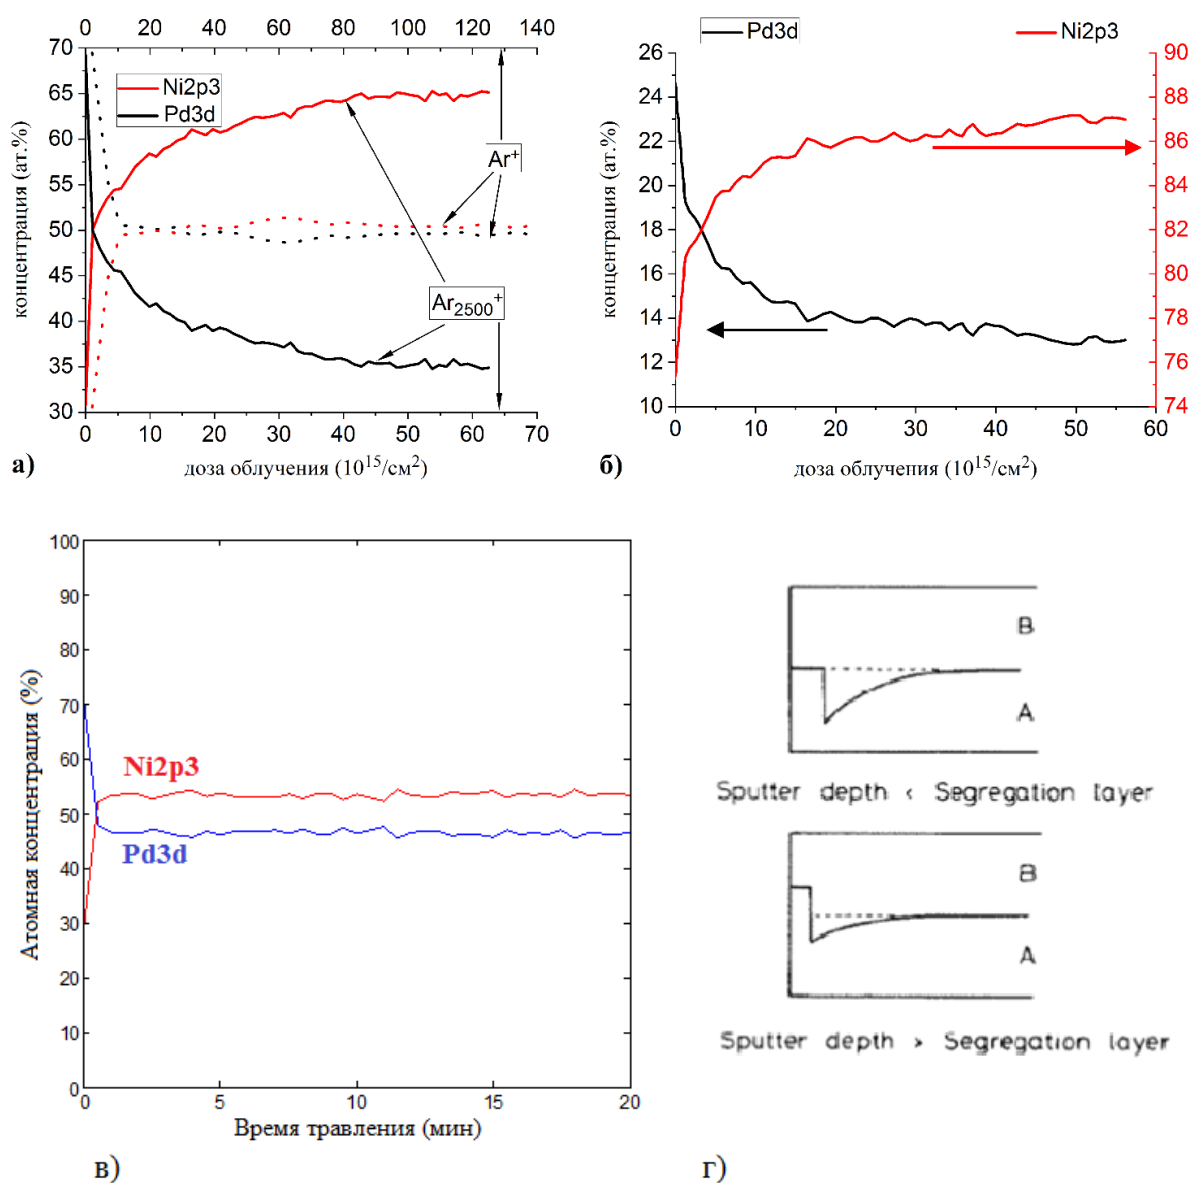 0 20 40 60 80 100 120 140
70
65
60
55
50
45
40
35
30
концентрация (ат.%)
Ni2p3
Pd3d
Ar+
Ar2500+
0 10 20 30 40 50 60 70
доза облучения (10^15/см^2)
а)
Pd3d
Ni2p3
26
24
22
20
18
16
14
12
10
концентрация (ат.%)
90
88
86
84
82
80
78
76
74
0 10 20 30 40 50 60
доза облучения (10^15/см^2)
б)
100
90
80
70
60
50
40
30
20
10
0
Атомная концентрация (%)
Ni2p3
Pd3d
0 5 10 15 20
Время травления (мин)
в)
B
A
Sputter depth < Segregation layer
B
A
Sputter depth > Segregation layer
г)